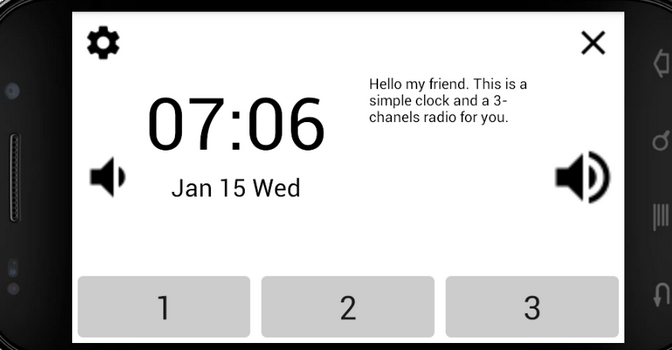 Hello my friend. This is a
simple clock and a 3-
chanels radio for you.
07:06
Jan 15 Wed
1
2
3